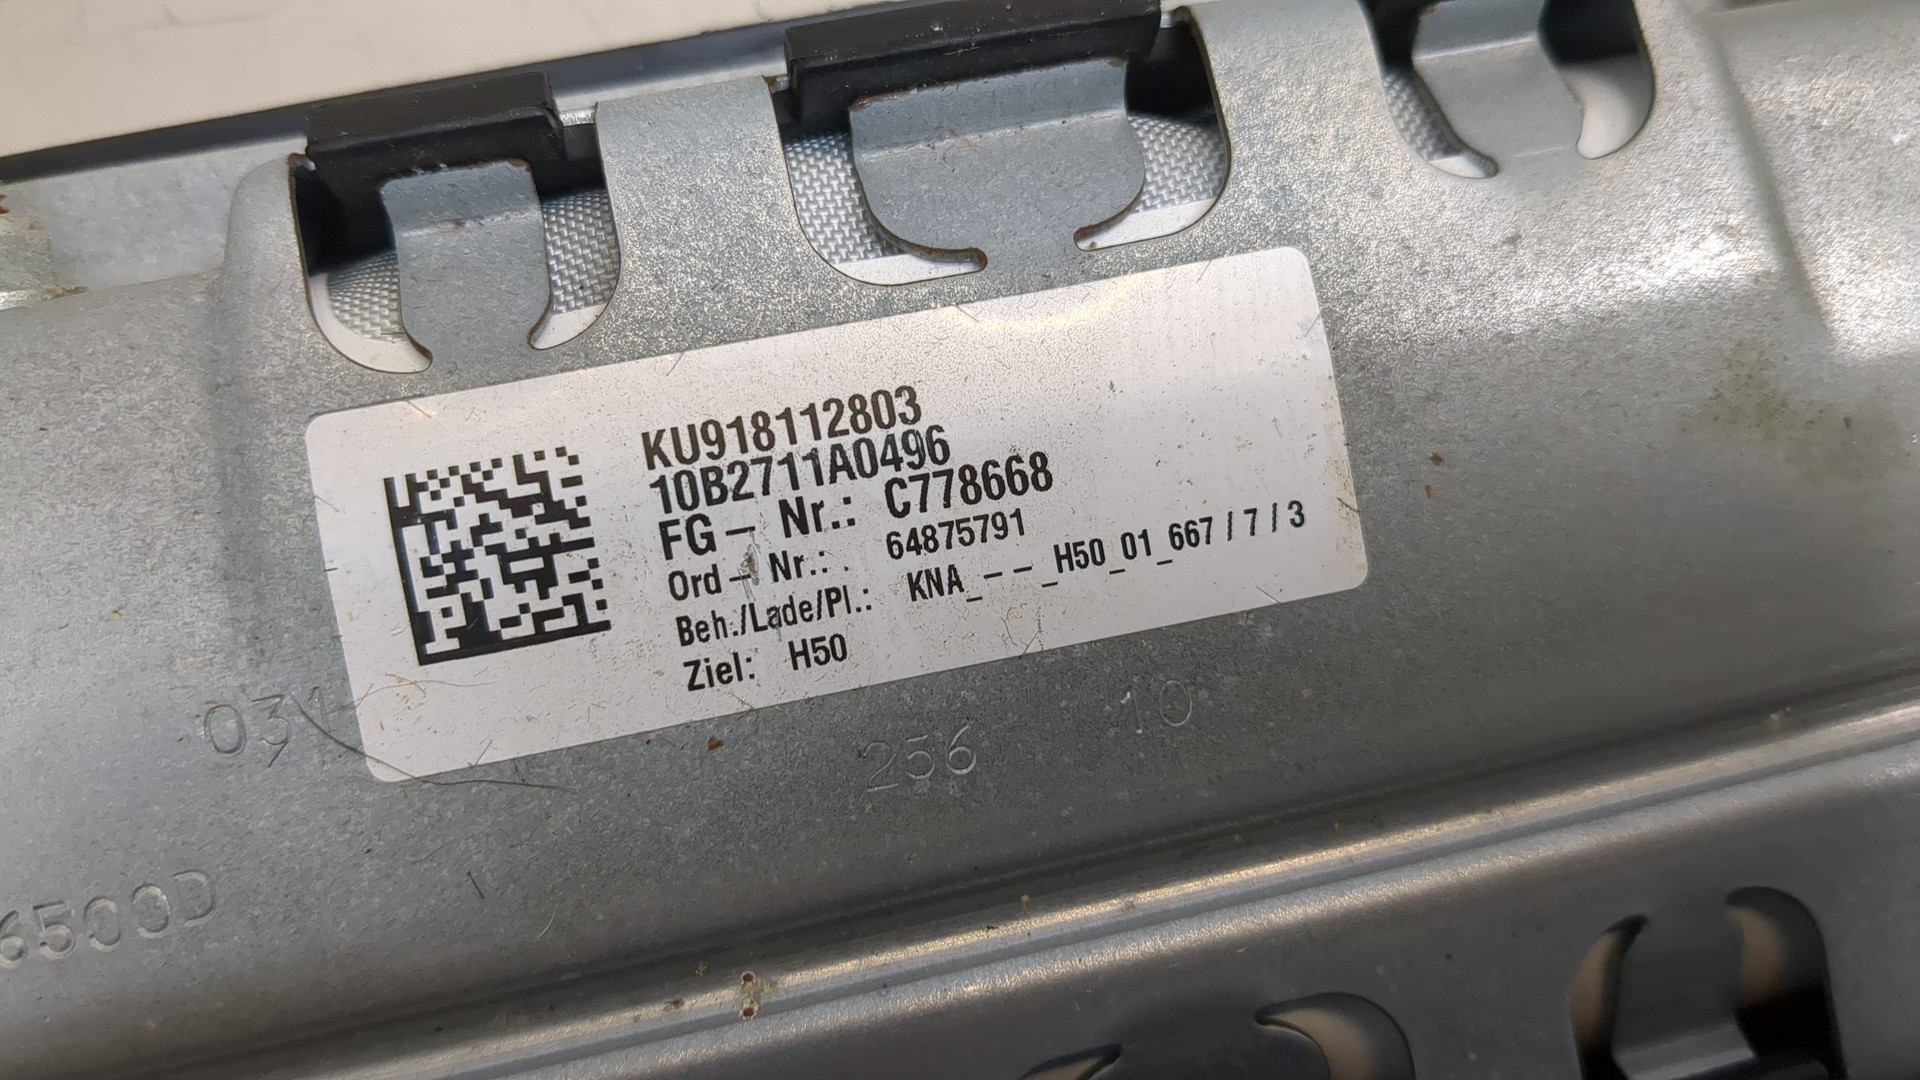 KU918112803
10B2711A0496
FG – Nr.: C778668
Ord – Nr.: . 64875791
Beh./Lade/Pl.: KNA_ – – _H50_01_667 / 7 / 3
Ziel: H50
031
256 10
6500D